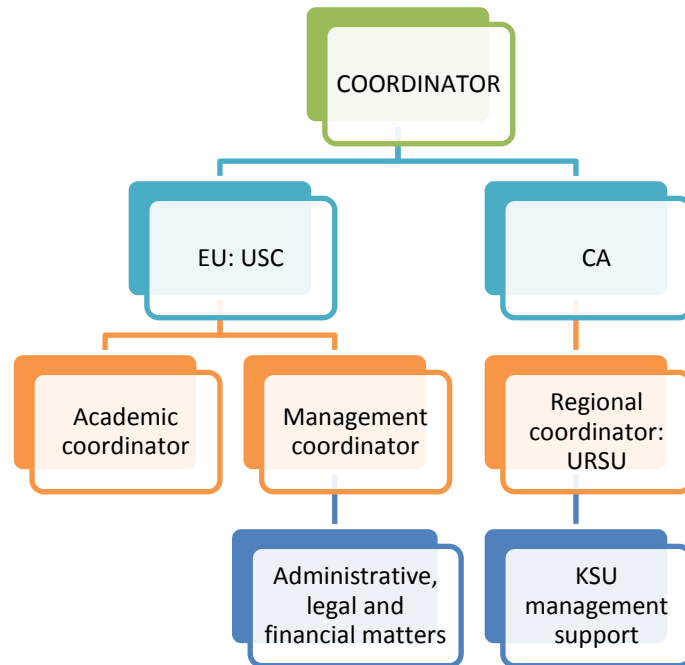 COORDINATOR
EU: USC
CA
Academic
coordinator
Management
coordinator
Regional
coordinator:
URSU
Administrative,
legal and
financial matters
KSU
management
support